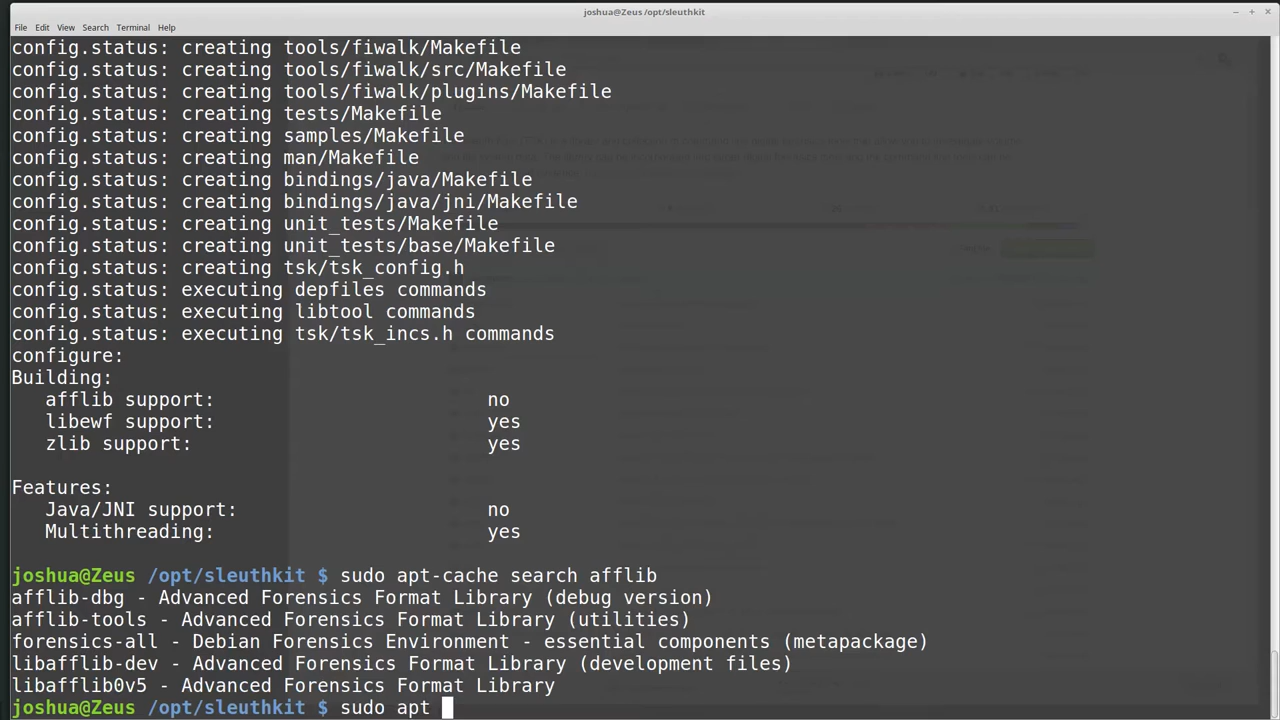 joshua@Zeus /opt/sleuthkit
File Edit View Search Terminal Help
config.status: creating tools/fiwalk/Makefile
config.status: creating tools/fiwalk/src/Makefile
config.status: creating tools/fiwalk/plugins/Makefile
config.status: creating tests/Makefile
config.status: creating samples/Makefile
config.status: creating man/Makefile
config.status: creating bindings/java/Makefile
config.status: creating bindings/java/jni/Makefile
config.status: creating unit_tests/Makefile
config.status: creating unit_tests/base/Makefile
config.status: creating tsk/tsk_config.h
config.status: executing depfiles commands
config.status: executing libtool commands
config.status: executing tsk/tsk_incs.h commands
configure:
Building:
afflib support: no
libewf support: yes
zlib support: yes
Features:
Java/JNI support: no
Multithreading: yes
joshua@Zeus /opt/sleuthkit $ sudo apt-cache search afflib
afflib-dbg - Advanced Forensics Format Library (debug version)
afflib-tools - Advanced Forensics Format Library (utilities)
forensics-all - Debian Forensics Environment - essential components (metapackage)
libafflib-dev - Advanced Forensics Format Library (development files)
libafflib0v5 - Advanced Forensics Format Library
joshua@Zeus /opt/sleuthkit $ sudo apt